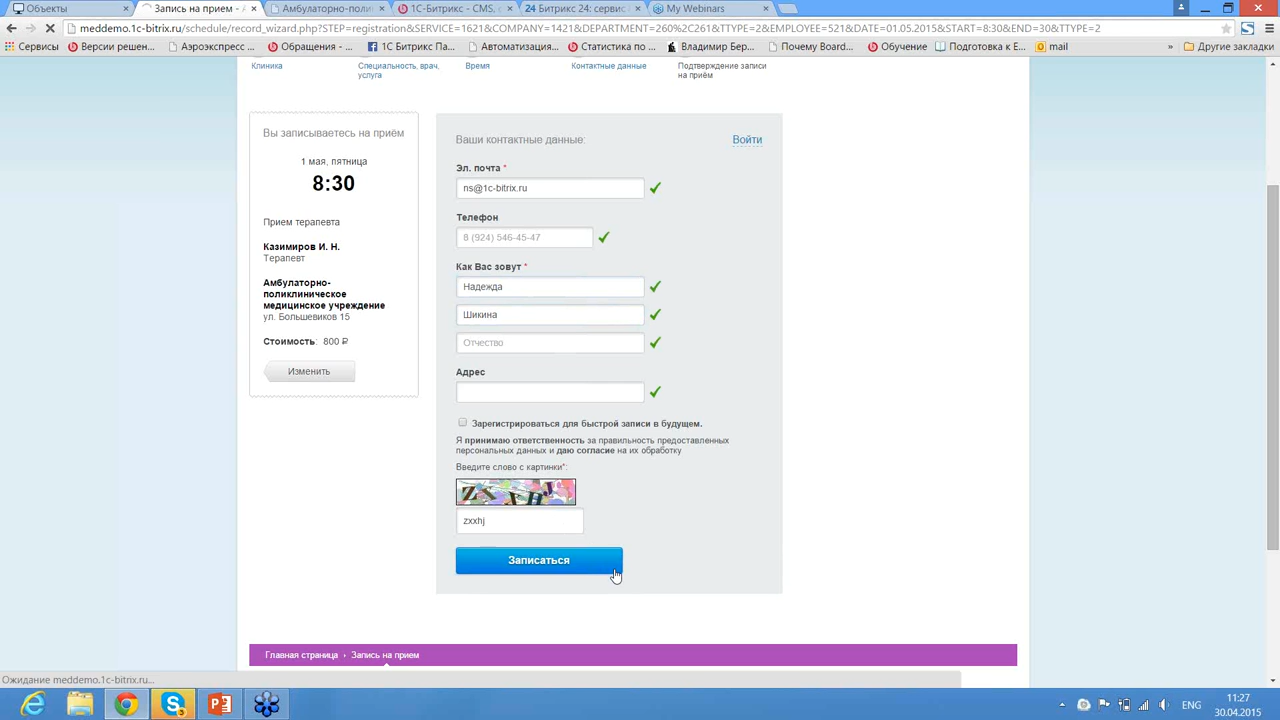 Объекты
Запись на прием - А
Амбулаторно-поли
1С-Битрикс - CMS, с
24 Битрикс 24: сервис
My Webinars
meddemo.1c-bitrix.ru/schedule/record_wizard.php?STEP=registration&SERVICE=1621&COMPANY=1421&DEPARTMENT=260%2C261&TTYPE=2&EMPLOYEE=521&DATE=01.05.2015&START=8:30&END=30&TTYPE=2
Сервисы
Версии решен...
Аэроэкспресс...
Обращения - ...
1С Битрикс Па...
Автоматизация...
Статистика по ...
Владимир Бер...
Почему Board...
Обучение
Подготовка к Е...
mail
»
Другие закладки
Клиника
Специальность, врач,
услуга
Время
Контактные данные
Подтверждение записи
на приём
Вы записываетесь на приём
1 мая, пятница
8:30
Прием терапевта
Казимиров И. Н.
Терапевт
Амбулаторно-
поликлиническое
медицинское учреждение
ул. Большевиков 15
Стоимость: 800 ₽
Изменить
Ваши контактные данные:
Войти
Эл. почта *
ns@1c-bitrix.ru
Телефон
8 (924) 546-45-47
Как Вас зовут *
Надежда
Шикина
Отчество
Адрес
Зарегистрироваться для быстрой записи в будущем.
Я принимаю ответственность за правильность предоставленных
персональных данных и даю согласие на их обработку
Введите слово с картинки*:
zxxhj
Записаться
Главная страница › Запись на прием
Ожидание meddemo.1c-bitrix.ru...
ENG
11:27
30.04.2015